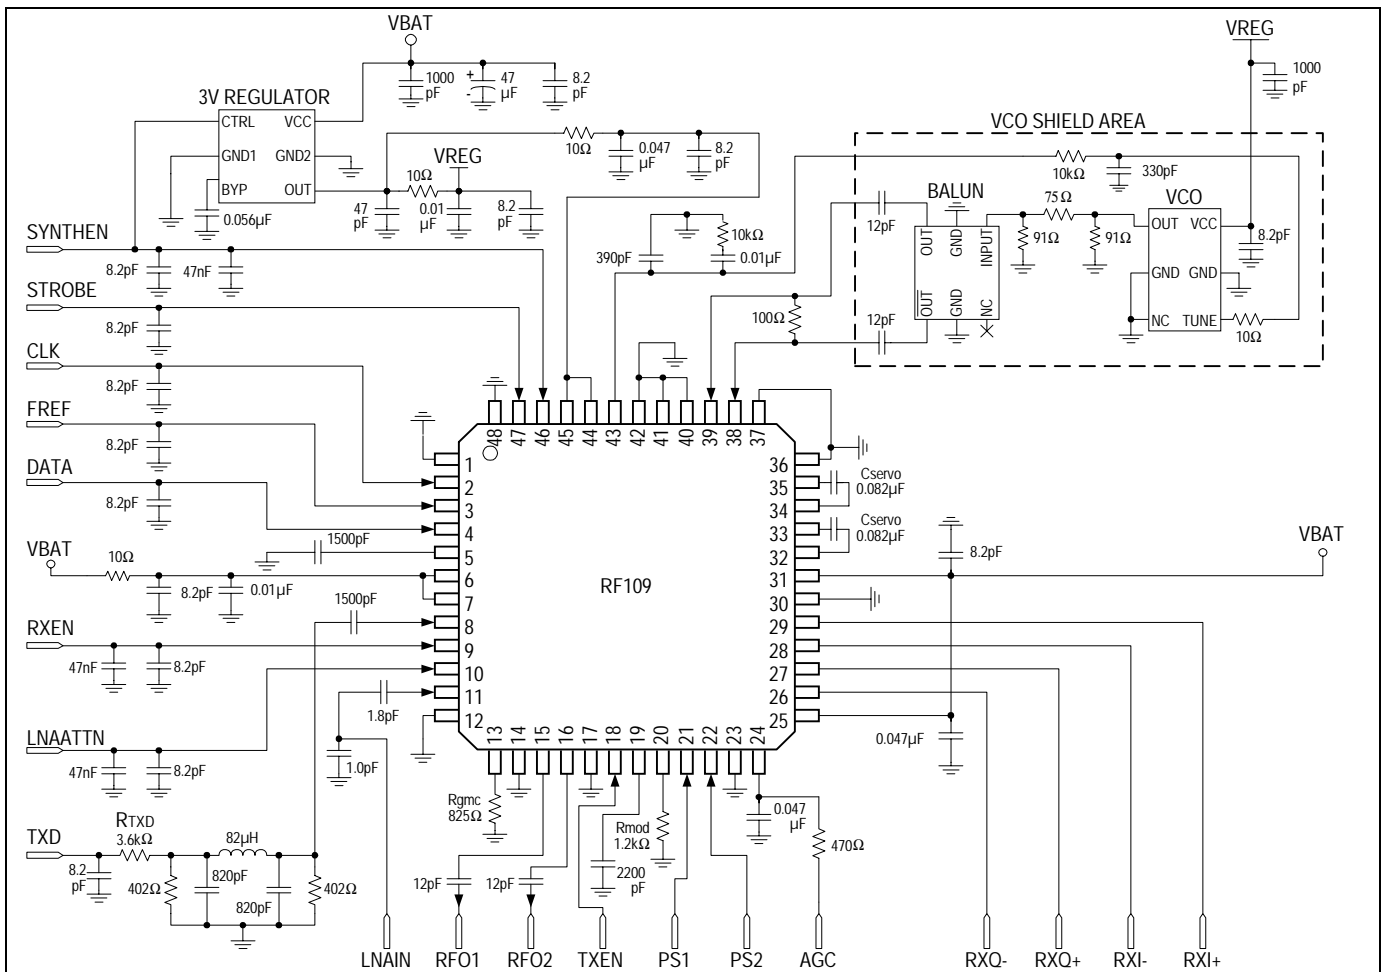 VBAT
1000
pF
+
-
47
µF
8.2
pF
3V REGULATOR
CTRL
VCC
GND1
GND2
BYP
OUT
0.056µF
10Ω
0.047
µF
8.2
pF
VREG
10Ω
47
pF
0.01
µF
8.2
pF
VREG
1000
pF
VCO SHIELD AREA
10kΩ
330pF
BALUN
OUT
GND
INPUT
OUT
GND
NC
12pF
12pF
75Ω
91Ω
91Ω
VCO
OUT
VCC
GND
GND
NC
TUNE
8.2pF
10Ω
390pF
10kΩ
0.01µF
100Ω
SYNTHEN
8.2pF
47nF
STROBE
8.2pF
CLK
8.2pF
FREF
8.2pF
DATA
8.2pF
VBAT
10Ω
8.2pF
0.01µF
1500pF
1500pF
RXEN
47nF
8.2pF
LNAATTN
47nF
8.2pF
1.8pF
1.0pF
TXD
RTXD
3.6kΩ
82µH
8.2
pF
402Ω
820pF
820pF
402Ω
48
47
46
45
44
43
42
41
40
39
38
37
1
2
3
4
5
6
7
8
9
10
11
12
RF109
36
35
34
33
32
31
30
29
28
27
26
25
13
14
15
16
17
18
19
20
21
22
23
24
Cservo
0.082µF
Cservo
0.082µF
8.2pF
VBAT
0.047µF
Rgmc
825Ω
Rmod
1.2kΩ
0.047
µF
470Ω
12pF
12pF
2200
pF
LNAIN
RFO1
RFO2
TXEN
PS1
PS2
AGC
RXQ-
RXQ+
RXI-
RXI+